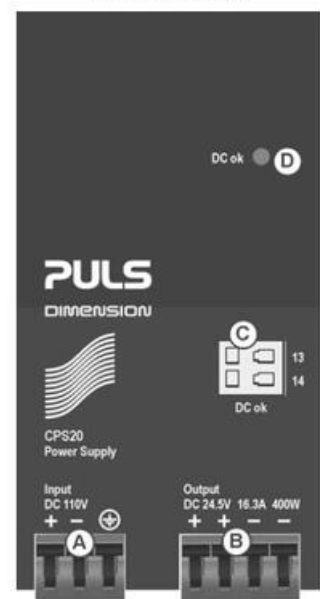 DC ok D
PULS
DIMENSION
C
13
14
DC ok
CPS20
Power Supply
Input
DC 110V
+ -
A
Output
DC 24.5V 16.3A 400W
+ + - -
B